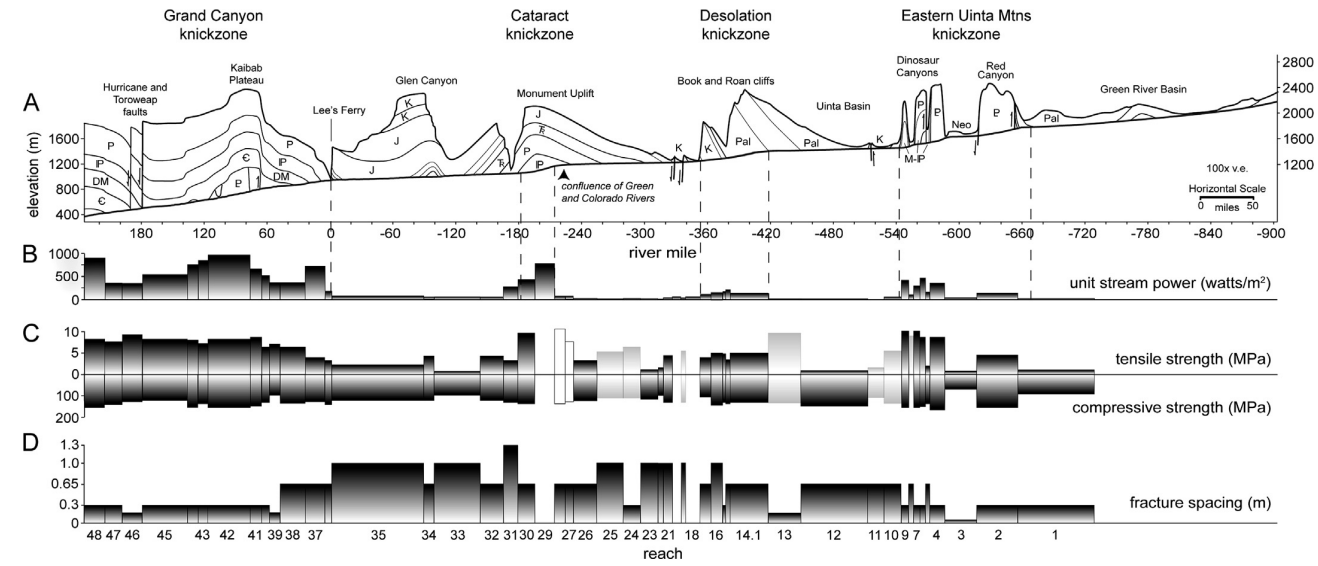 Grand Canyon
knickzone
Cataract
knickzone
Desolation
knickzone
Eastern Uinta Mtns
knickzone
A
Hurricane and
Toroweap
faults
Kaibab
Plateau
Lee's Ferry
Glen Canyon
Monument Uplift
Book and Roan cliffs
Uinta Basin
Dinosaur
Canyons
Red
Canyon
Green River Basin
P
IP
DM
Є
Є
P
IP
DM
J
K
K
J
J
P
IP
K
K
Pal
Pal
K
M-IP
P
Neo
Pal
confluence of Green
and Colorado Rivers
100x v.e.
Horizontal Scale
0 50
miles
elevation (m)
1600
1200
800
400
2800
2400
2000
1600
1200
180 120 60 0 -60 -120 -180 -240 -300 -360 -420 -480 -540 -600 -660 -720 -780 -840 -900
river mile
B
1000
500
0
unit stream power (watts/m²)
C
10
5
0
100
200
tensile strength (MPa)
compressive strength (MPa)
D
1.3
1.0
0.65
0.3
0
fracture spacing (m)
48 47 46 45 43 42 41 39 38 37 35 34 33 32 31 30 29 27 26 25 24 23 21 18 16 14.1 13 12 11 10 9 7 4 3 2 1
reach